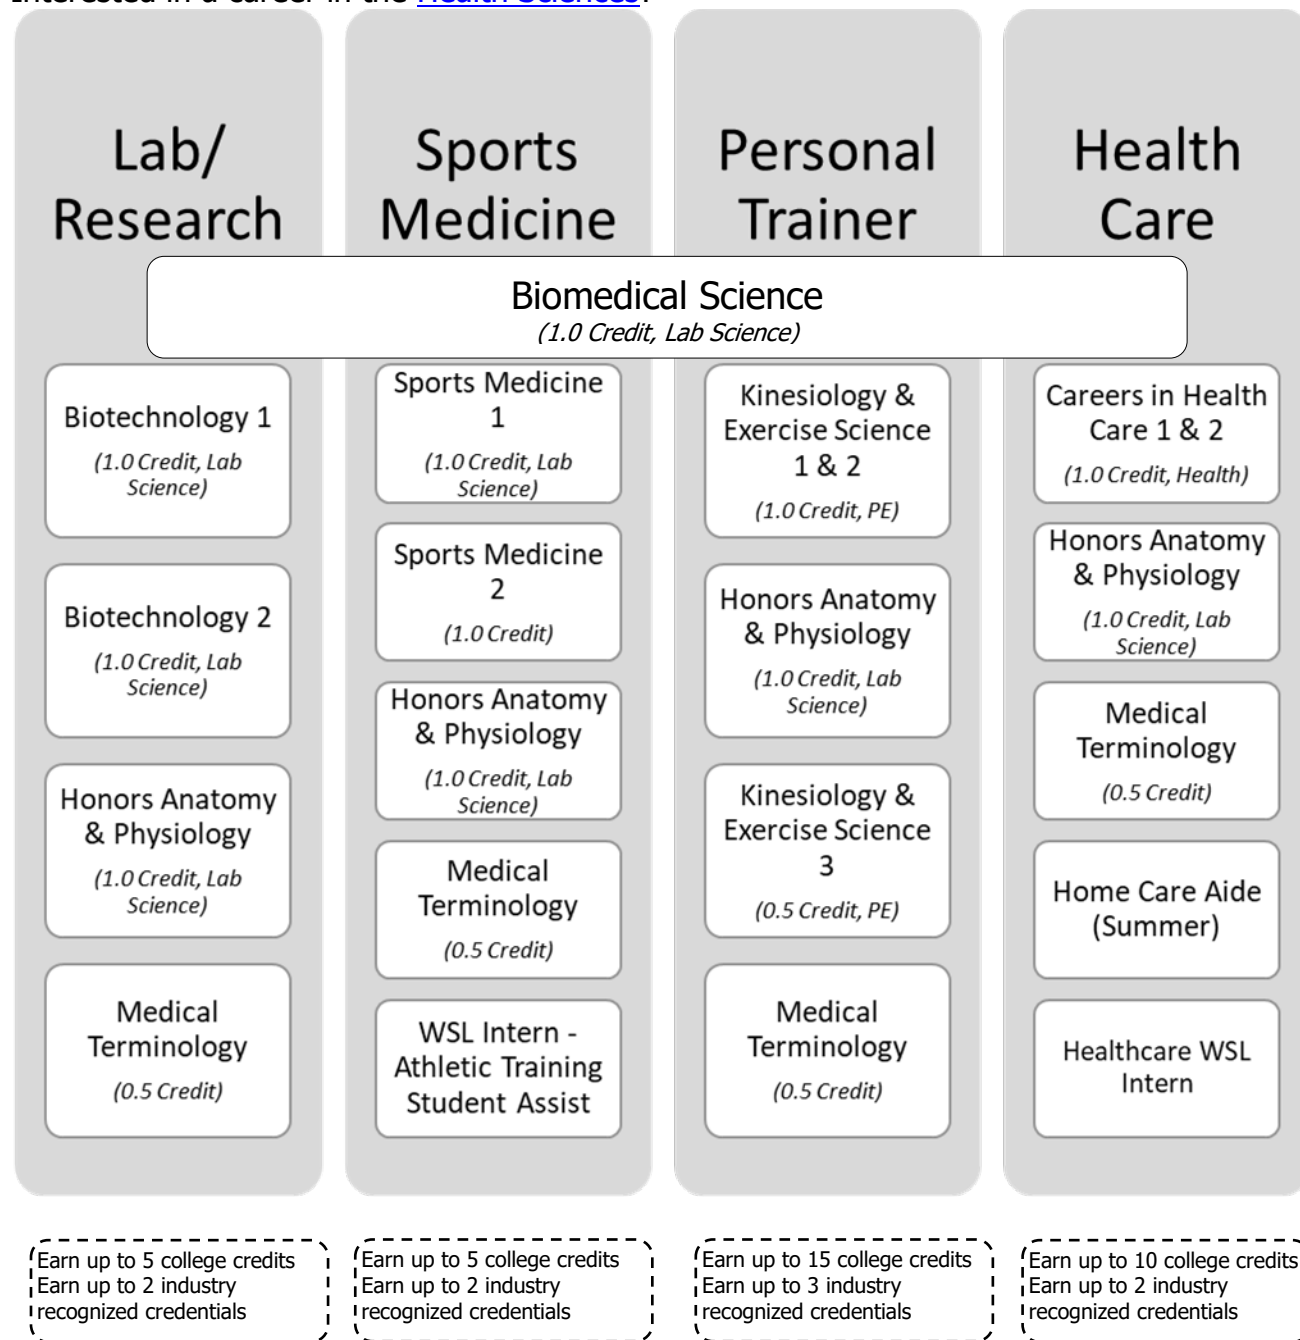 Interested in a career in the Health Sciences?
Lab/
Research
Sports
Medicine
Personal
Trainer
Health
Care
Biomedical Science
(1.0 Credit, Lab Science)
Biotechnology 1
(1.0 Credit, Lab
Science)
Biotechnology 2
(1.0 Credit, Lab
Science)
Honors Anatomy
& Physiology
(1.0 Credit, Lab
Science)
Medical
Terminology
(0.5 Credit)
Sports Medicine
1
(1.0 Credit, Lab
Science)
Sports Medicine
2
(1.0 Credit)
Honors Anatomy
& Physiology
(1.0 Credit, Lab
Science)
Medical
Terminology
(0.5 Credit)
WSL Intern -
Athletic Training
Student Assist
Kinesiology &
Exercise Science
1 & 2
(1.0 Credit, PE)
Honors Anatomy
& Physiology
(1.0 Credit, Lab
Science)
Kinesiology &
Exercise Science
3
(0.5 Credit, PE)
Medical
Terminology
(0.5 Credit)
Careers in Health
Care 1 & 2
(1.0 Credit, Health)
Honors Anatomy
& Physiology
(1.0 Credit, Lab
Science)
Medical
Terminology
(0.5 Credit)
Home Care Aide
(Summer)
Healthcare WSL
Intern
Earn up to 5 college credits
Earn up to 2 industry
recognized credentials
Earn up to 5 college credits
Earn up to 2 industry
recognized credentials
Earn up to 15 college credits
Earn up to 3 industry
recognized credentials
Earn up to 10 college credits
Earn up to 2 industry
recognized credentials